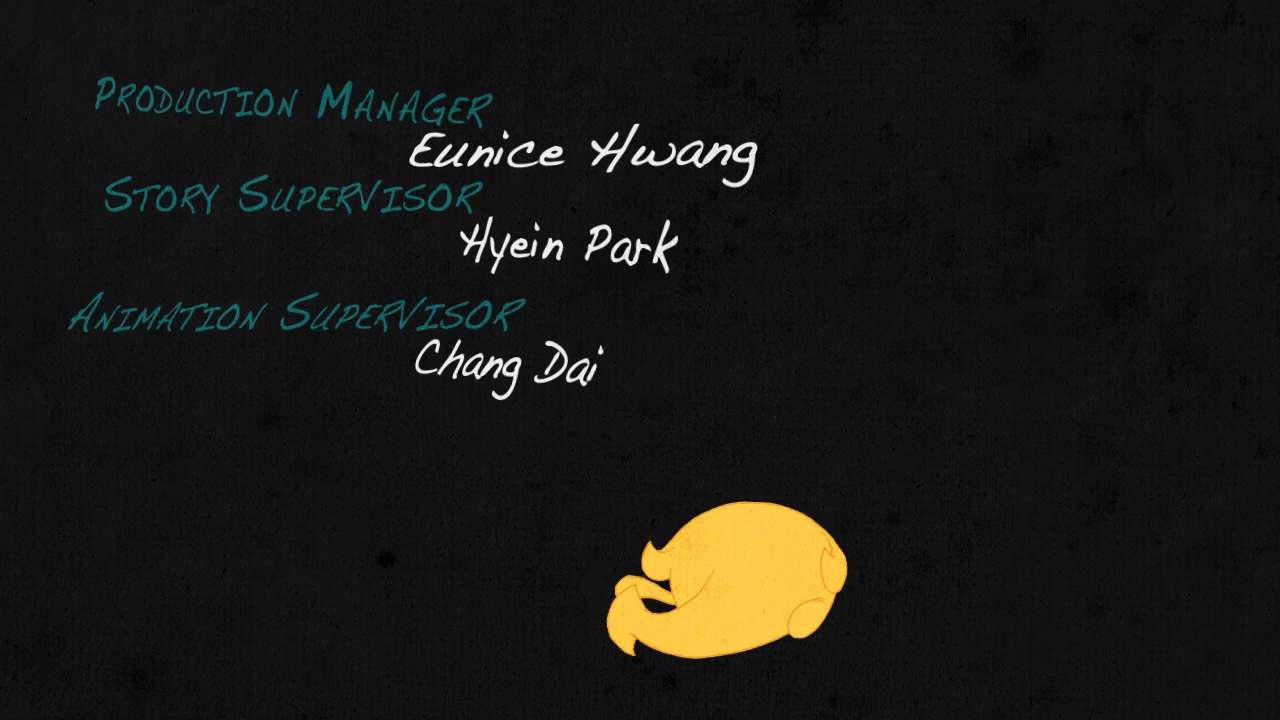 Production Manager
Eunice Hwang
Story Supervisor
Hyein Park
Animation Supervisor
Chang Dai